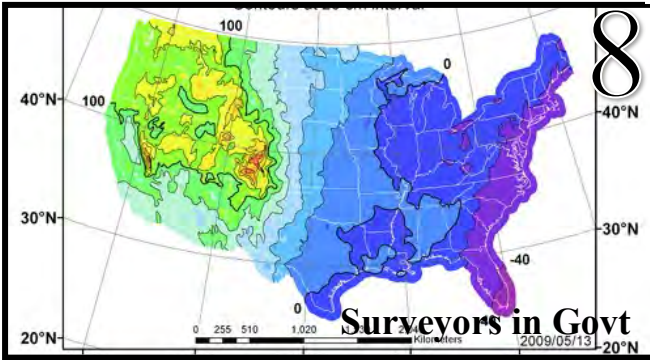 Contours at 20 cm interval
8
100
0
100
40°N
40°N
30°N
30°N
-40
0
Surveyors in Govt
0 255 510 1,020
Kilometers
2009/05/13
20°N
20°N